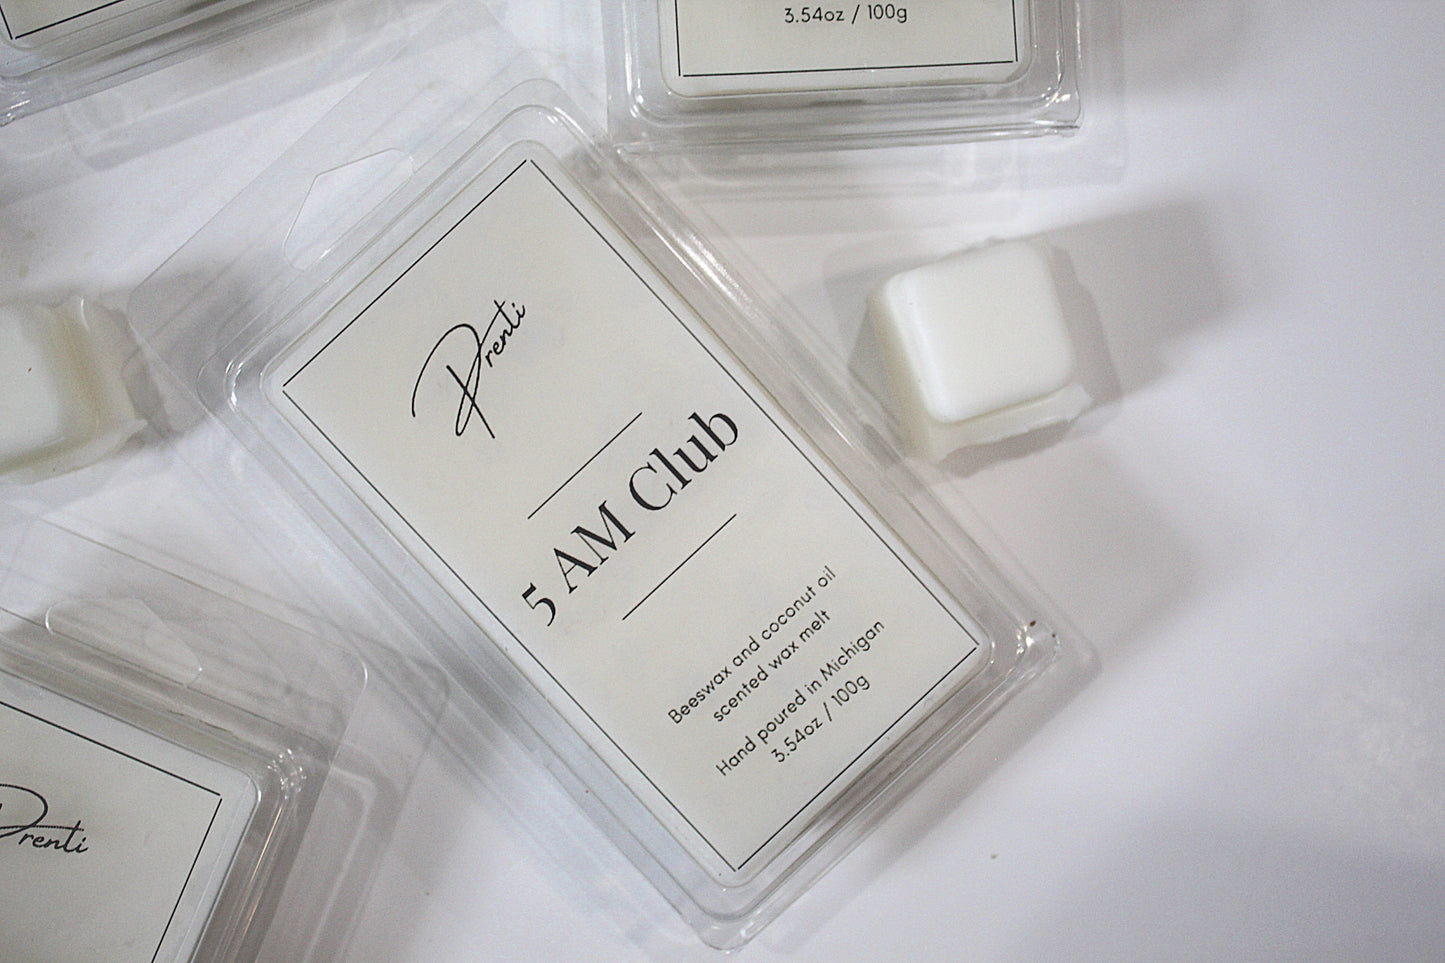 3.54oz / 100g
Prenti
5 AM Club
Beeswax and coconut oil
scented wax melt
Hand poured in Michigan
3.54oz / 100g
Prenti